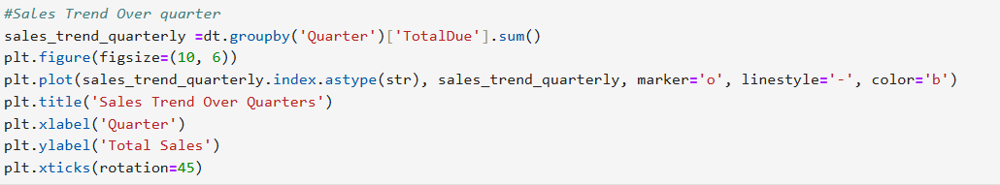 #Sales Trend Over quarter
sales_trend_quarterly =dt.groupby('Quarter')['TotalDue'].sum()
plt.figure(figsize=(10, 6))
plt.plot(sales_trend_quarterly.index.astype(str), sales_trend_quarterly, marker='o', linestyle='-', color='b')
plt.title('Sales Trend Over Quarters')
plt.xlabel('Quarter')
plt.ylabel('Total Sales')
plt.xticks(rotation=45)